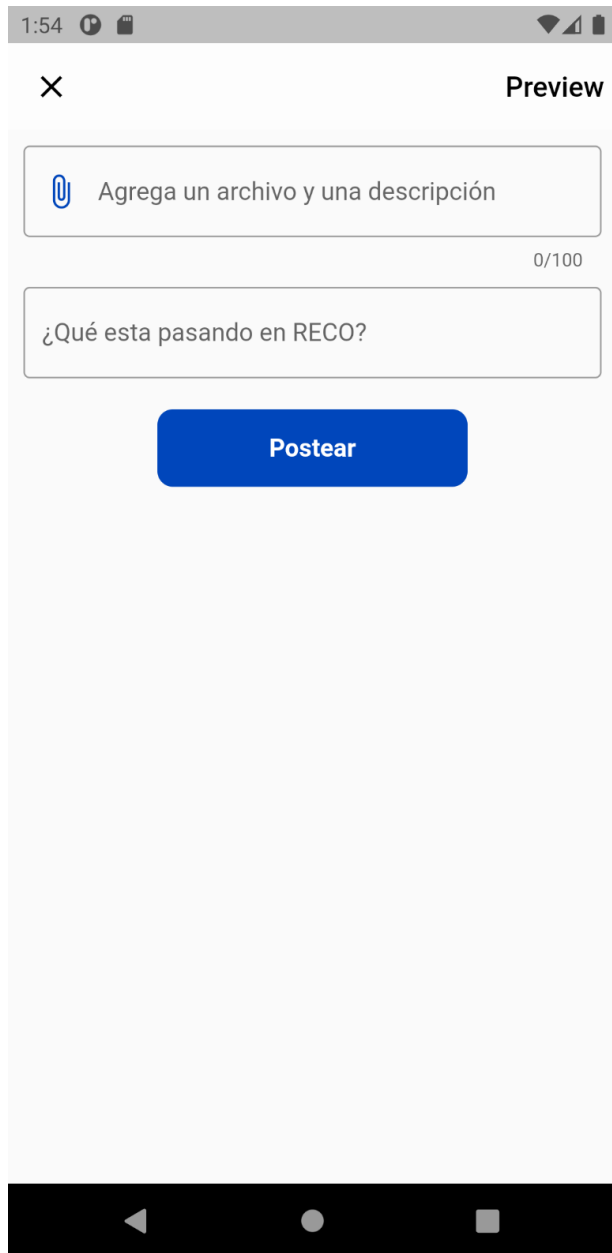 1:54
Preview
Agrega un archivo y una descripción
0/100
¿Qué esta pasando en RECO?
Postear